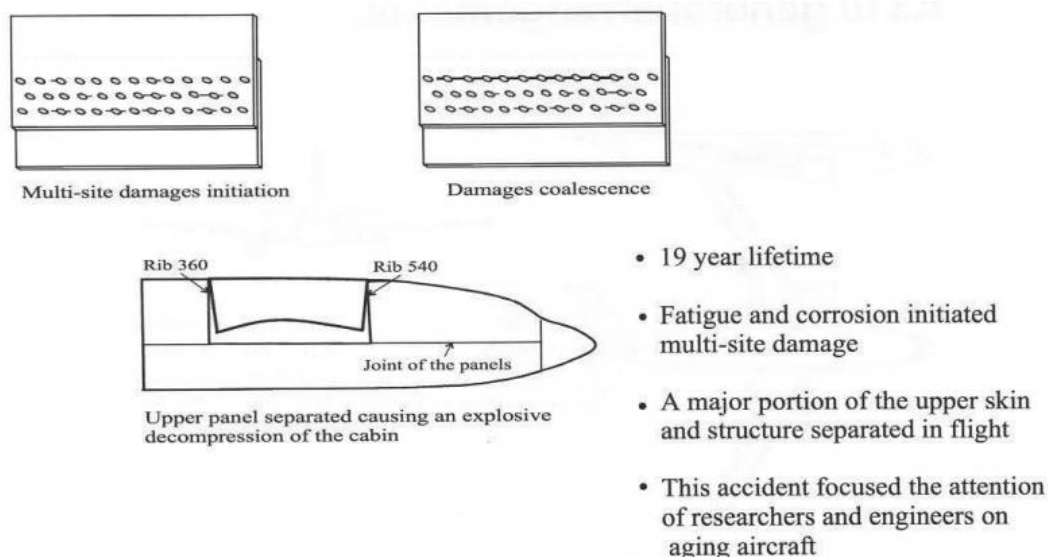 Multi-site damages initiation
Damages coalescence
Rib 360
Rib 540
Joint of the panels
Upper panel separated causing an explosive
decompression of the cabin
• 19 year lifetime
• Fatigue and corrosion initiated
multi-site damage
• A major portion of the upper skin
and structure separated in flight
• This accident focused the attention
of researchers and engineers on
aging aircraft